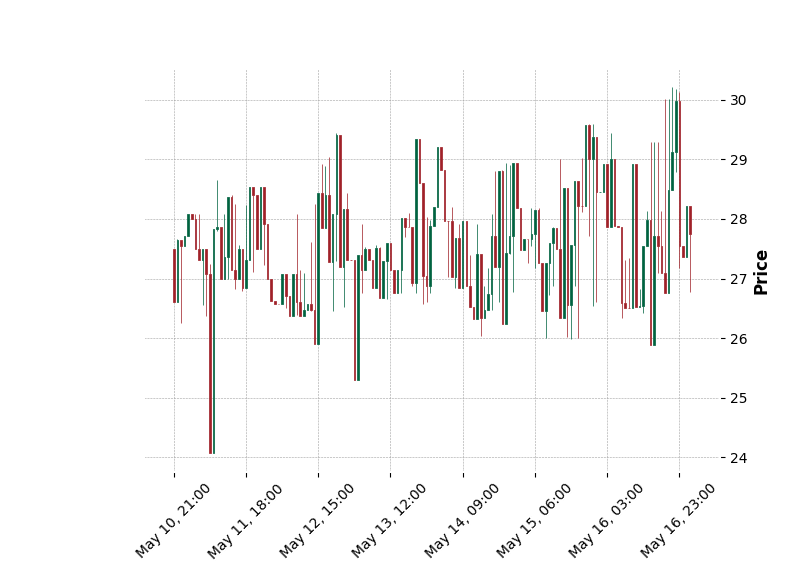 30
29
28
27
26
25
24
Price
May 10, 21:00
May 11, 18:00
May 12, 15:00
May 13, 12:00
May 14, 09:00
May 15, 06:00
May 16, 03:00
May 16, 23:00